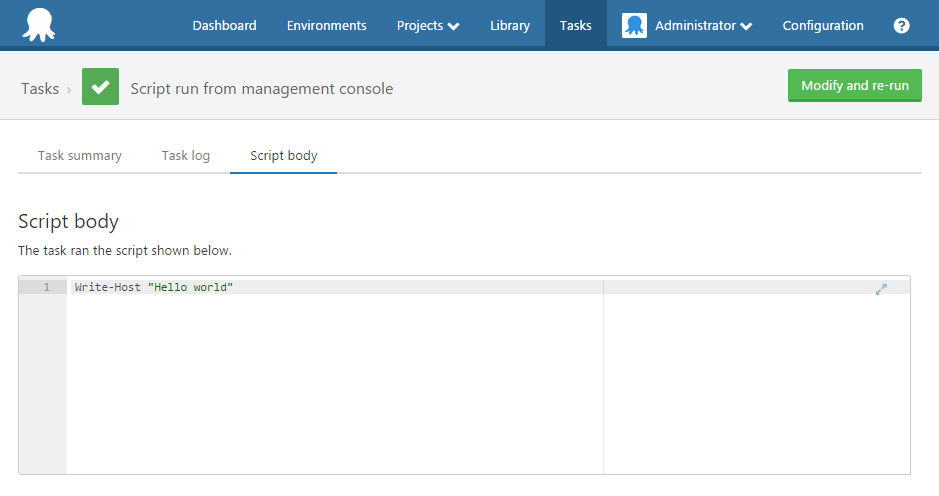 Dashboard Environments Projects Library Tasks Administrator Configuration ?
Tasks › Script run from management console Modify and re-run
Task summary Task log Script body
Script body
The task ran the script shown below.
1 Write-Host "Hello world"